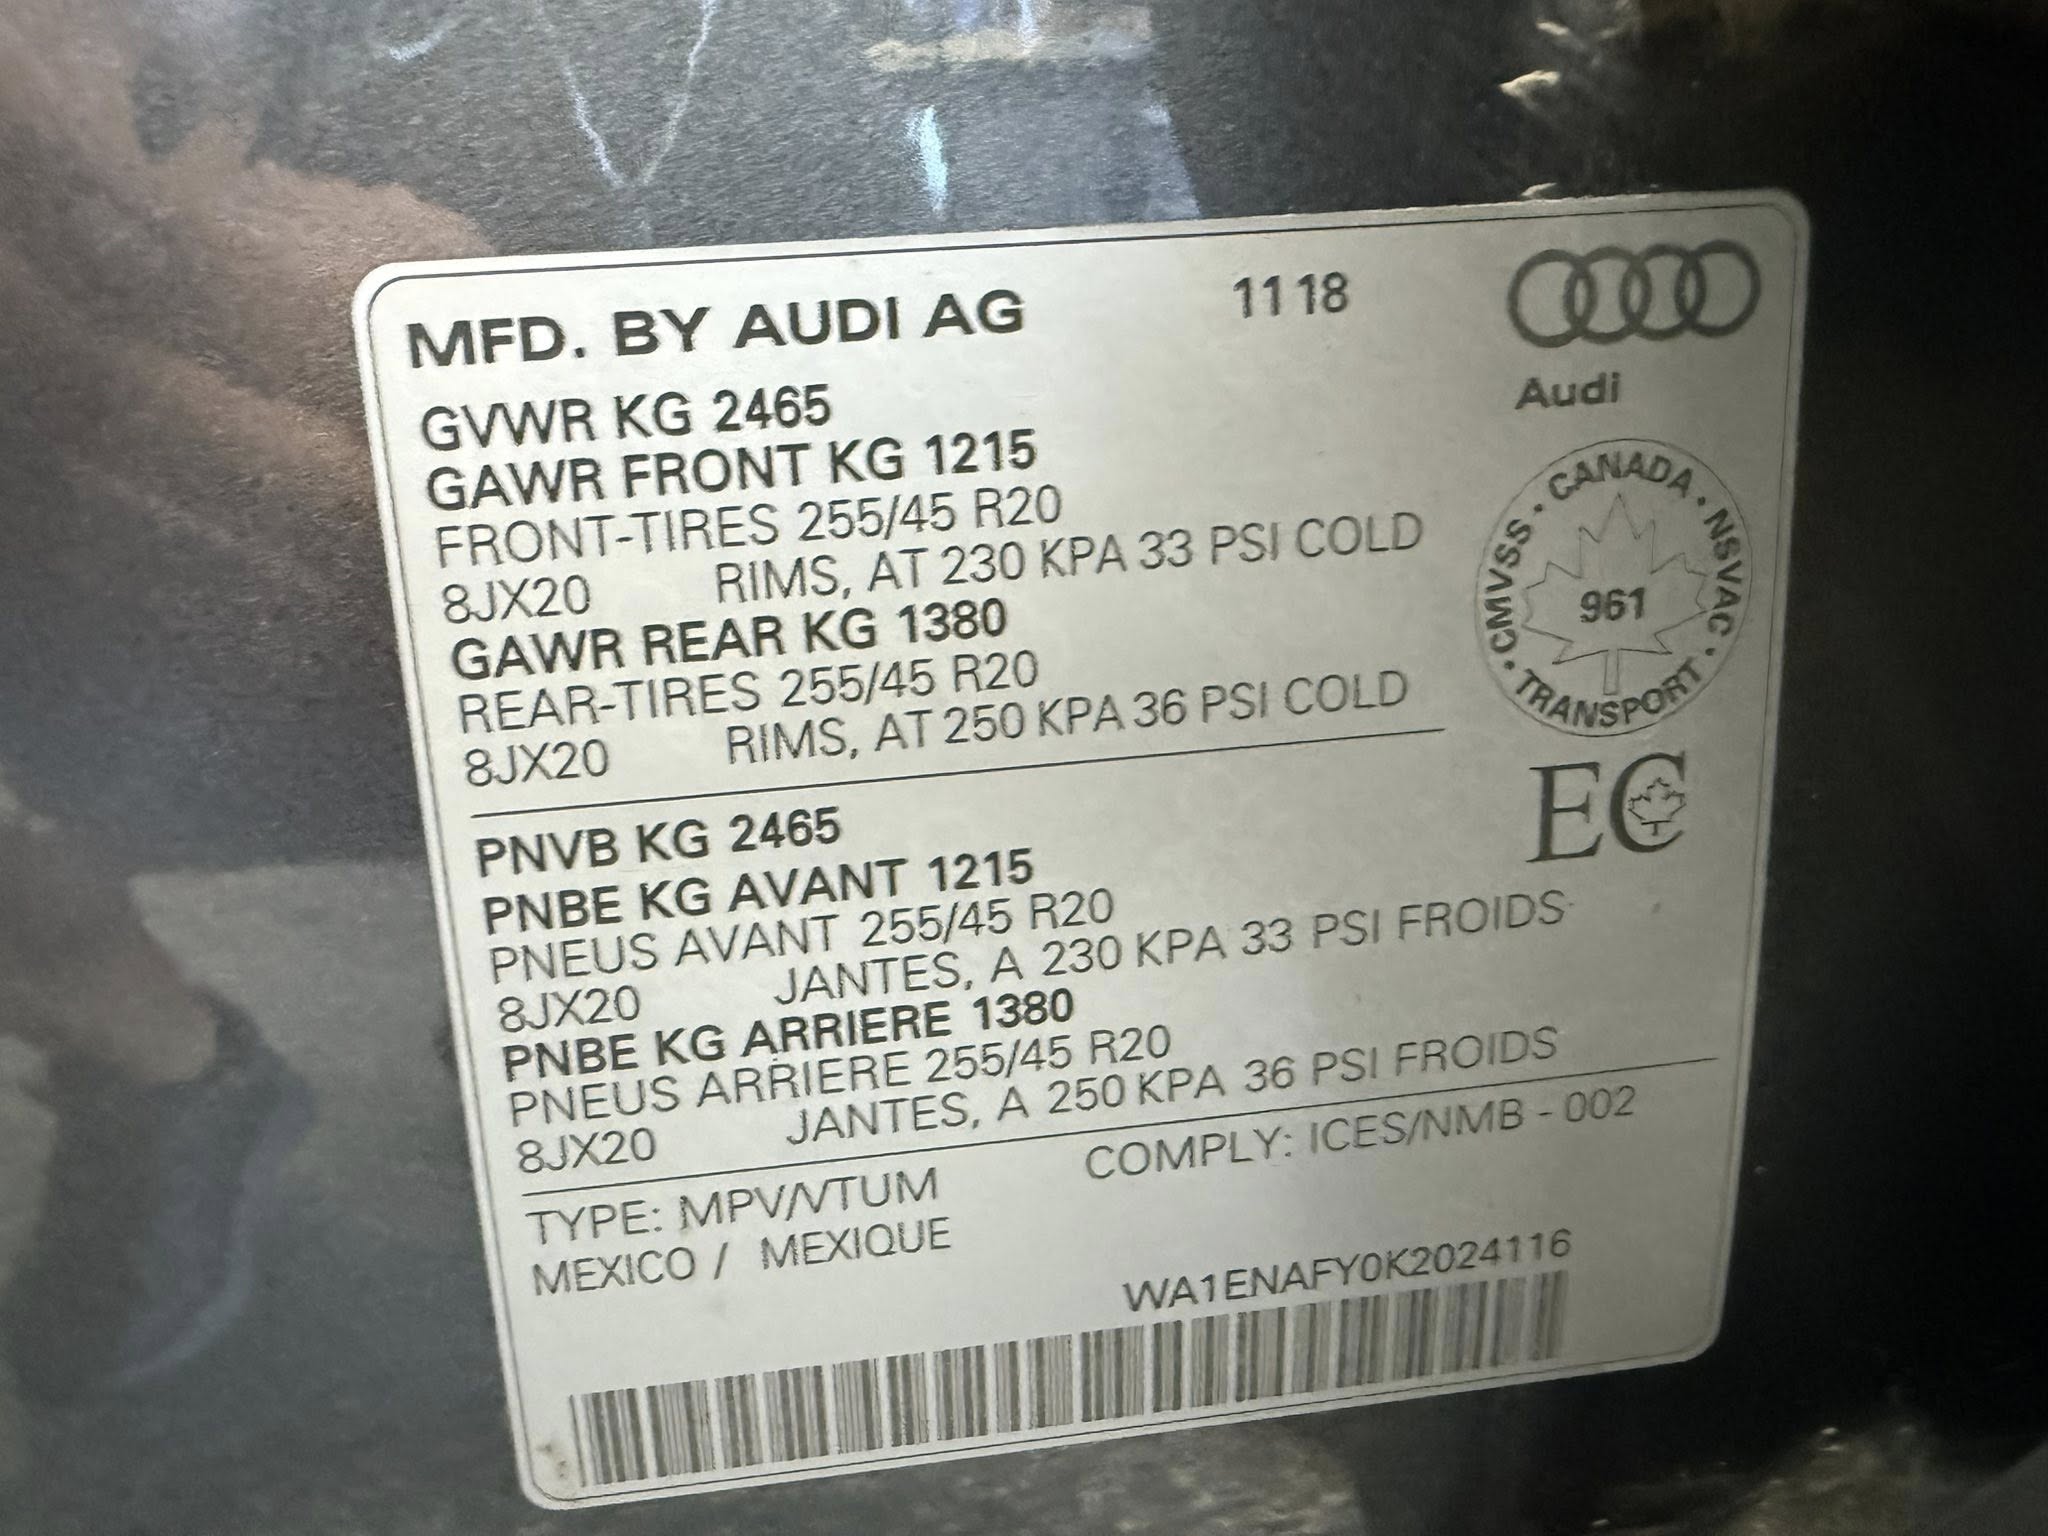 MFD. BY AUDI AG 11 18
Audi
GVWR KG 2465
GAWR FRONT KG 1215
FRONT-TIRES 255/45 R20
8JX20 RIMS, AT 230 KPA 33 PSI COLD
GAWR REAR KG 1380
REAR-TIRES 255/45 R20
8JX20 RIMS, AT 250 KPA 36 PSI COLD
· CANADA · NSVAC · TRANSPORT · CMVSS
961
EC
PNVB KG 2465
PNBE KG AVANT 1215
PNEUS AVANT 255/45 R20
8JX20 JANTES, A 230 KPA 33 PSI FROIDS
PNBE KG ARRIERE 1380
PNEUS ARRIERE 255/45 R20
8JX20 JANTES, A 250 KPA 36 PSI FROIDS
TYPE: MPV/VTUM COMPLY: ICES/NMB - 002
MEXICO / MEXIQUE
WA1ENAFY0K2024116